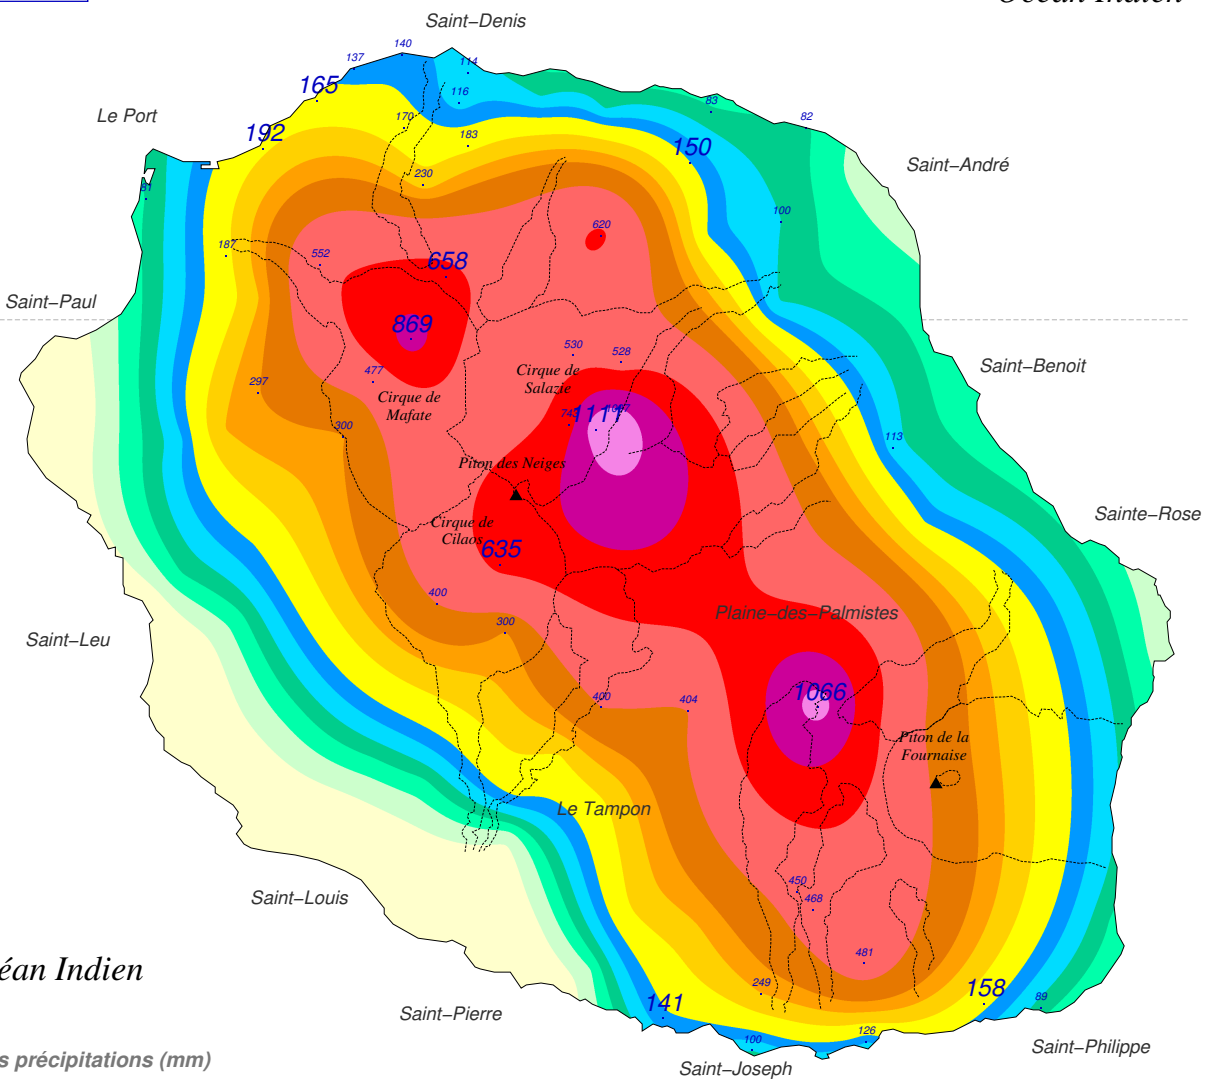 Océan Indien
Saint–Denis
140
137
114
165
116
83
Le Port
170
82
192
183
150
Saint–André
230
81
100
187
620
552
658
Saint–Paul
869
530
528
Saint–Benoit
Cirque de
Salazie
477
297
Cirque de
Mafate
743
1117
300
113
Piton des Neiges
Sainte–Rose
Cirque de
Cilaos
635
400
Plaine–des–Palmistes
300
Saint–Leu
1066
400
404
Piton de la
Fournaise
Le Tampon
450
Saint–Louis
468
481
éan Indien
249
158
89
141
Saint–Pierre
126
100
Saint–Philippe
s précipitations (mm)
Saint–Joseph